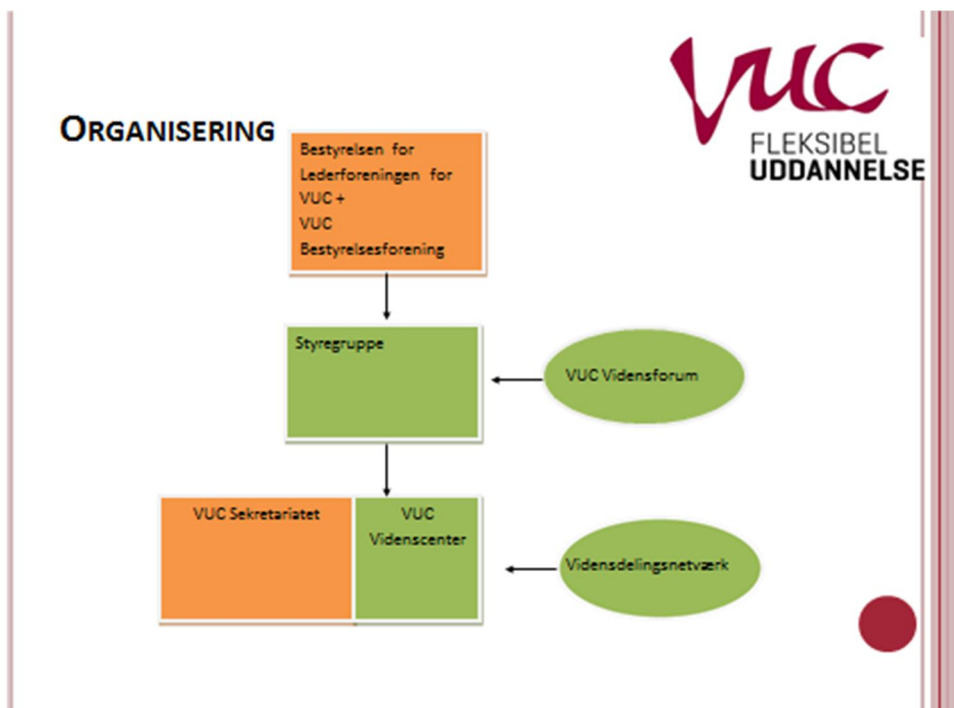 VUC
FLEKSIBEL
UDDANNELSE
ORGANISERING
Bestyrelsen for
Lederforeningen for
VUC +
VUC
Bestyrelsesforening
Styregruppe
VUC Vidensforum
VUC Sekretariatet
VUC
Videnscenter
Vidensdelingsnetværk